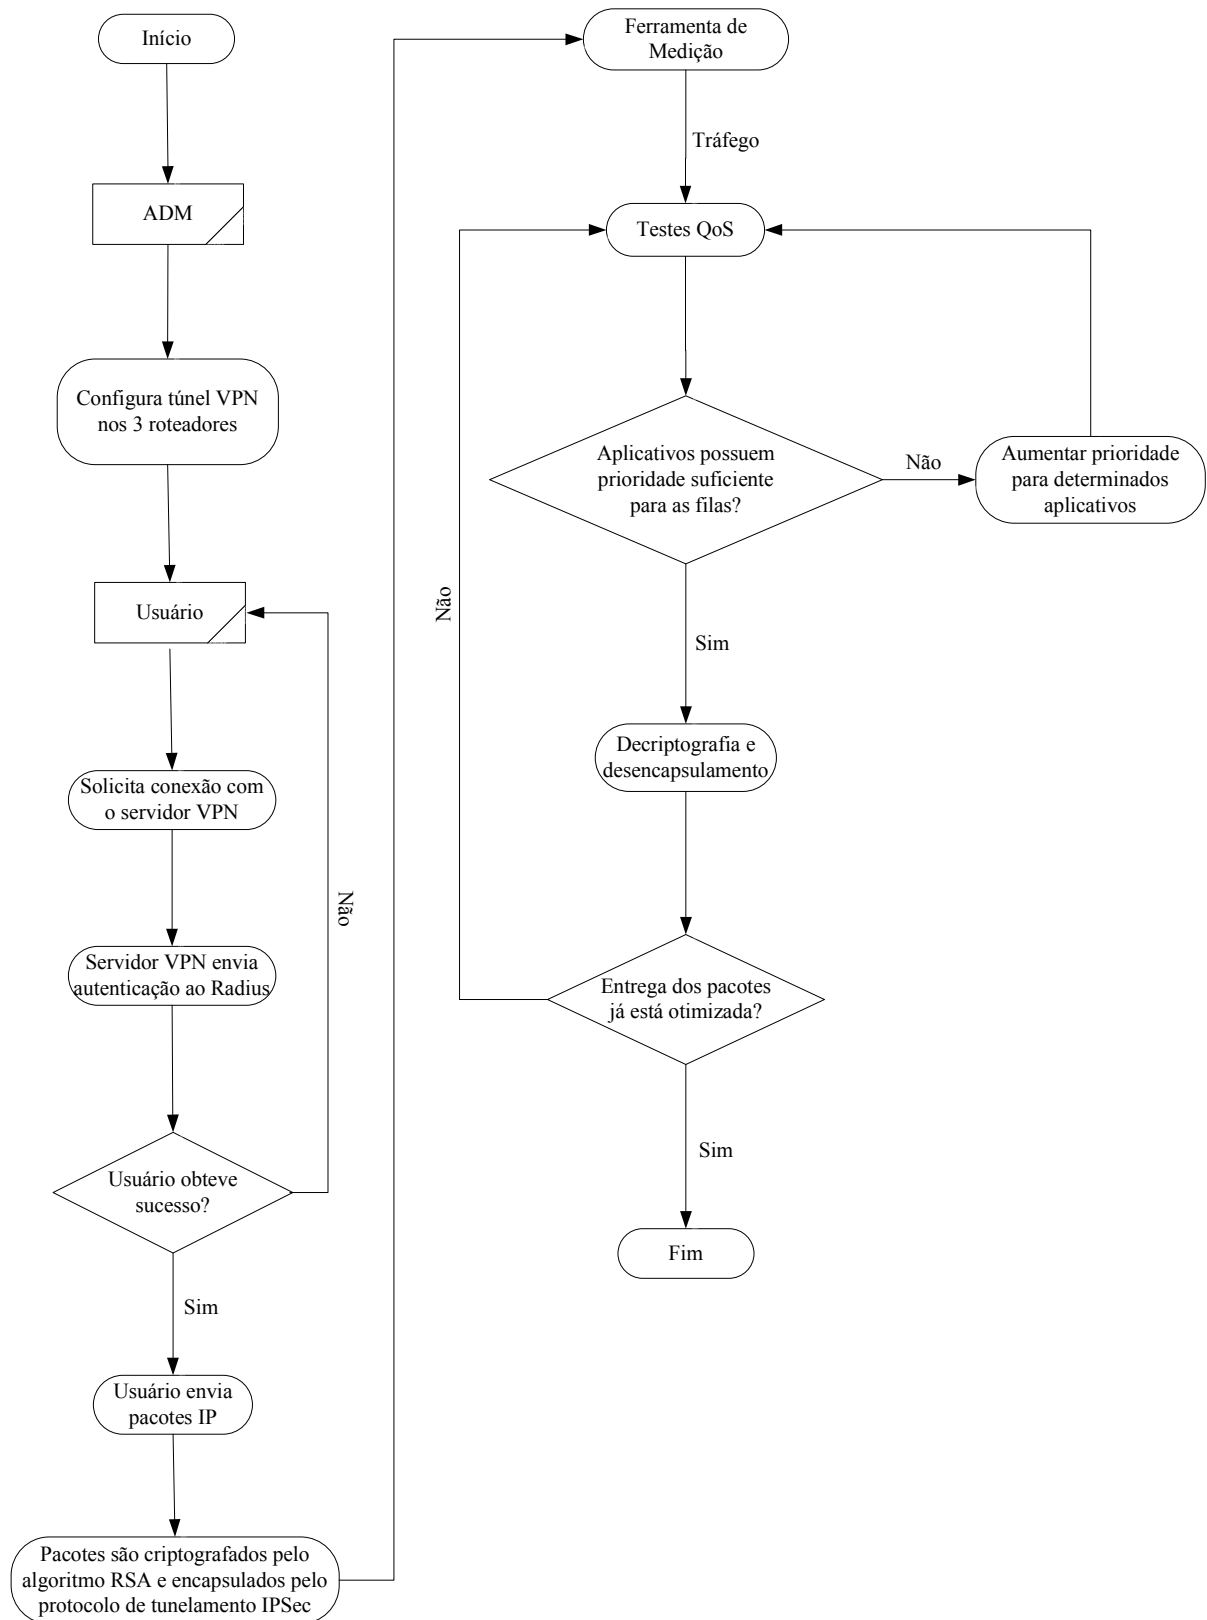 Início
ADM
Configura túnel VPN
nos 3 roteadores
Usuário
Solicita conexão com
o servidor VPN
Servidor VPN envia
autenticação ao Radius
Não
Usuário obteve
sucesso?
Sim
Usuário envia
pacotes IP
Pacotes são criptografados pelo
algoritmo RSA e encapsulados pelo
protocolo de tunelamento IPSec
Ferramenta de
Medição
Tráfego
Testes QoS
Aplicativos possuem
prioridade suficiente
para as filas?
Não
Aumentar prioridade
para determinados
aplicativos
Sim
Não
Decriptografia e
desencapsulamento
Entrega dos pacotes
já está otimizada?
Sim
Fim